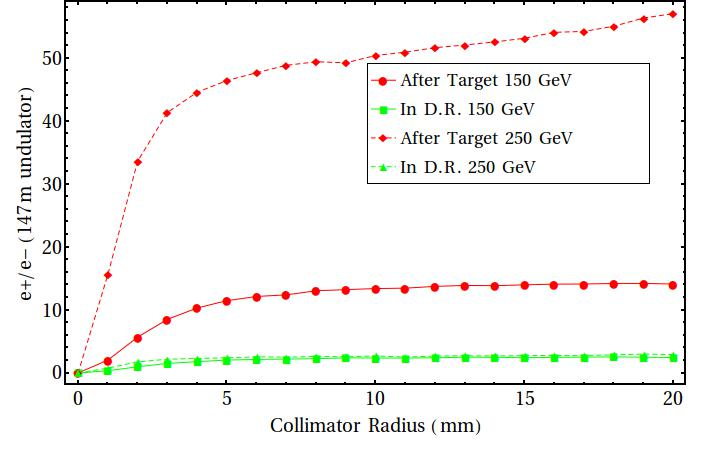 50
40
30
20
10
0
e+/e− (147m undulator)
After Target 150 GeV
In D.R. 150 GeV
After Target 250 GeV
In D.R. 250 GeV
0 5 10 15 20
Collimator Radius (mm)